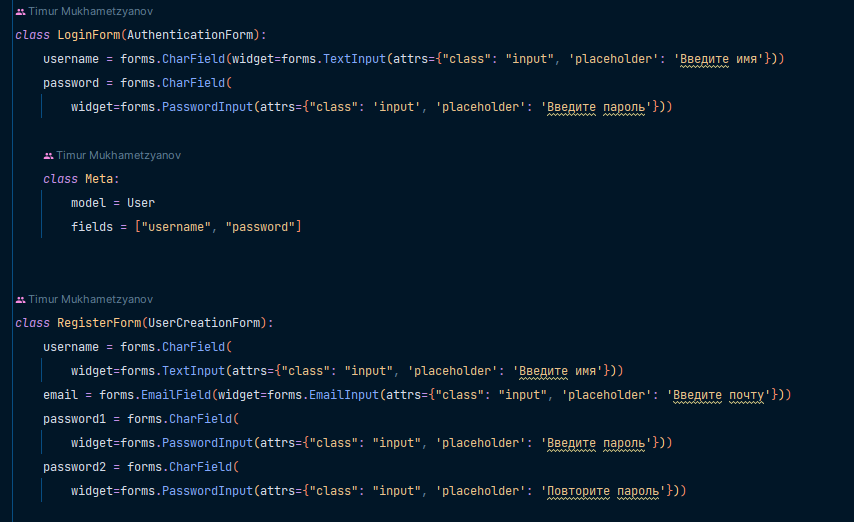 Timur Mukhametzyanov
class LoginForm(AuthenticationForm):
    username = forms.CharField(widget=forms.TextInput(attrs={"class": "input", 'placeholder': 'Введите имя'}))
    password = forms.CharField(
        widget=forms.PasswordInput(attrs={"class": 'input', 'placeholder': 'Введите пароль'}))
    Timur Mukhametzyanov
    class Meta:
        model = User
        fields = ["username", "password"]
Timur Mukhametzyanov
class RegisterForm(UserCreationForm):
    username = forms.CharField(
        widget=forms.TextInput(attrs={"class": "input", 'placeholder': 'Введите имя'}))
    email = forms.EmailField(widget=forms.EmailInput(attrs={"class": "input", 'placeholder': 'Введите почту'}))
    password1 = forms.CharField(
        widget=forms.PasswordInput(attrs={"class": "input", 'placeholder': 'Введите пароль'}))
    password2 = forms.CharField(
        widget=forms.PasswordInput(attrs={"class": "input", 'placeholder': 'Повторите пароль'}))